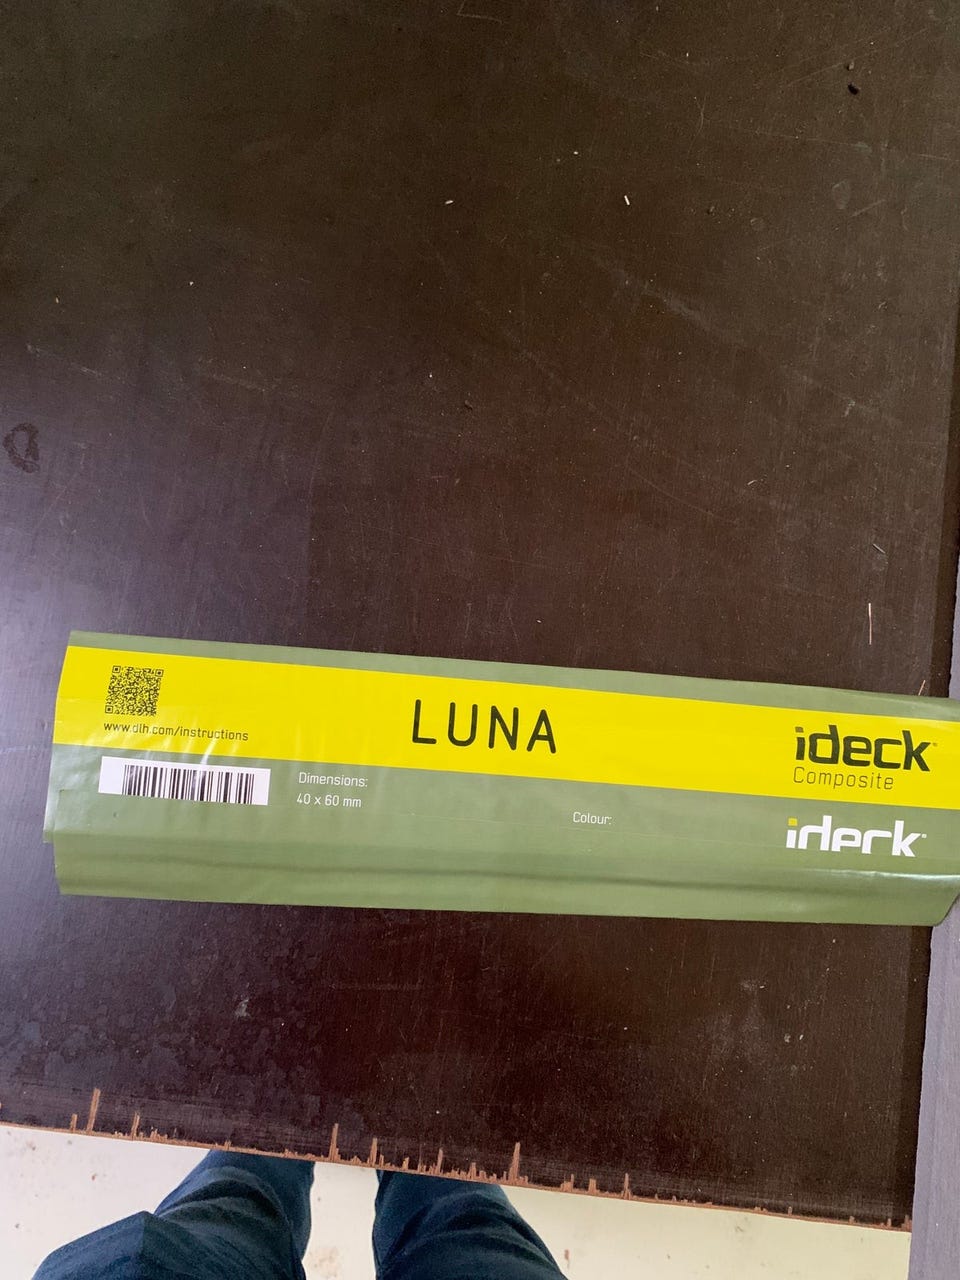 LUNA
www.dlh.com/instructions
ideck
Composite
Dimensions:
40 x 60 mm
Colour:
ideck